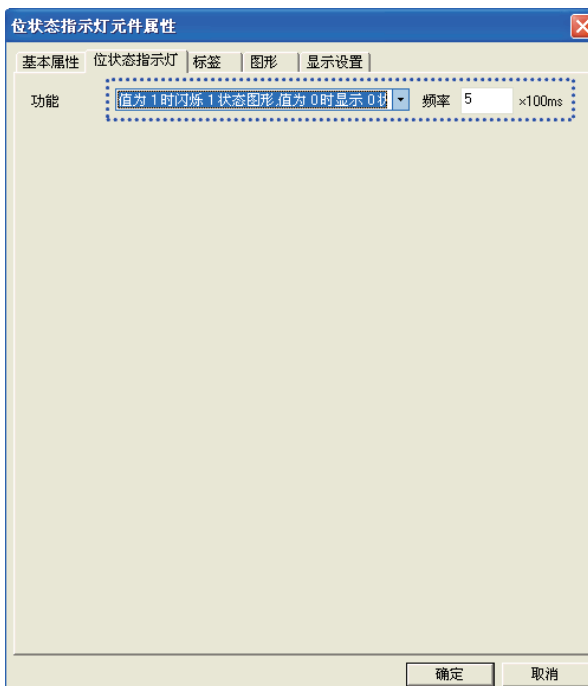 位状态指示灯元件属性
基本属性 位状态指示灯 标签 图形 显示设置
功能 值为 1 时闪烁 1 状态图形,值为 0时显示 0 频率 5 ×100ms
确定 取消